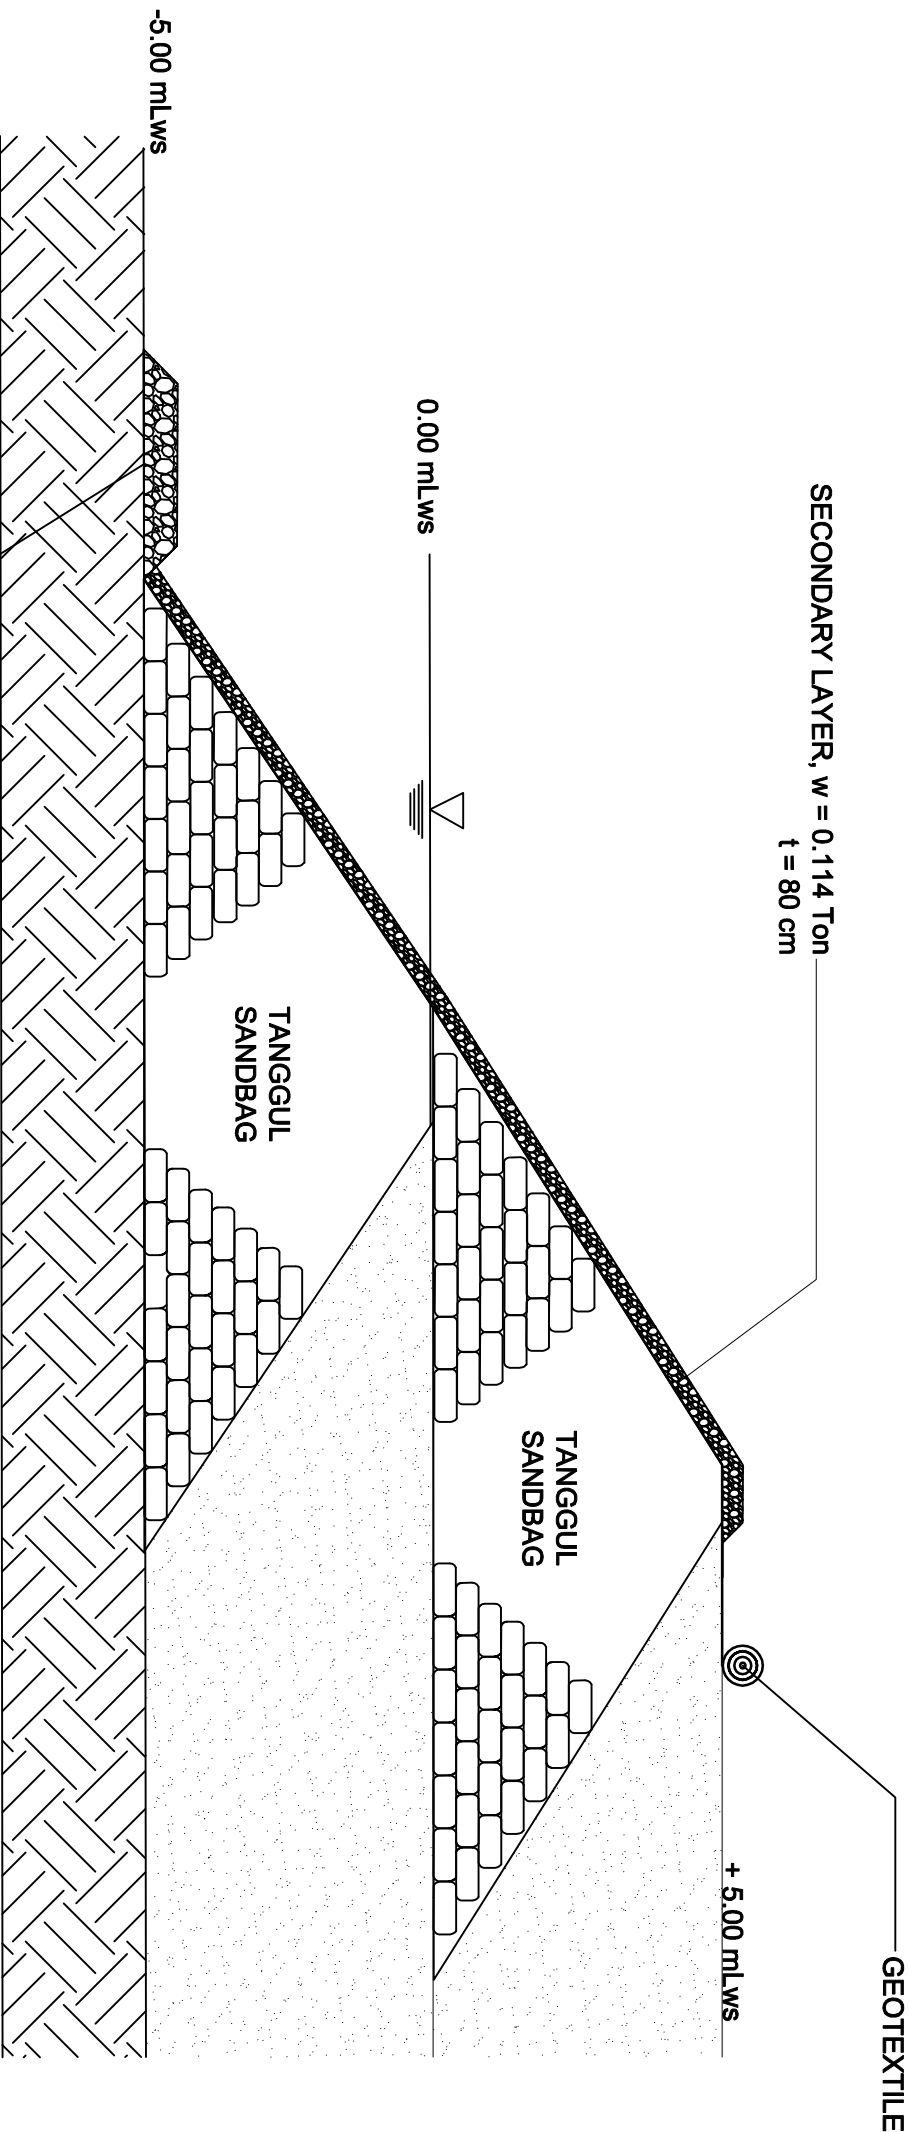 GEOTEXTILE
SECONDARY LAYER, w = 0.114 Ton
t = 80 cm
+ 5.00 mLws
TANGGUL
SANDBAG
0.00 mLws
TANGGUL
SANDBAG
-5.00 mLws